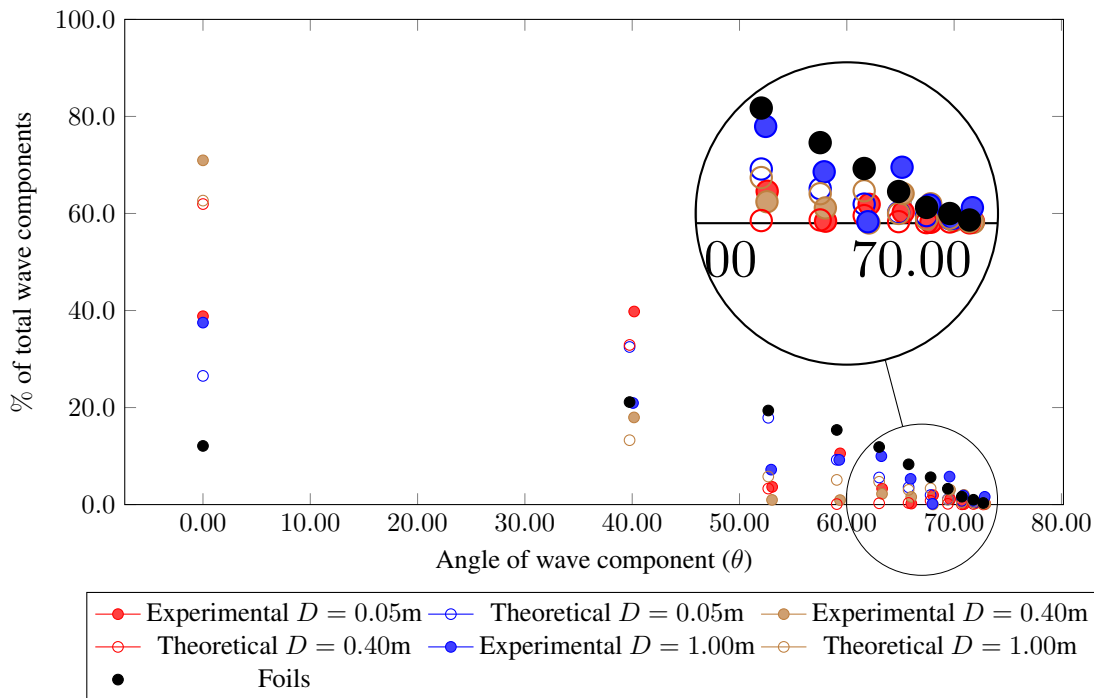 100.0
80.0
60.0
40.0
20.0
0.0
% of total wave components
00 70.00
70.
0.00 10.00 20.00 30.00 40.00 50.00 60.00 70.00 80.00
Angle of wave component (θ)
Experimental D = 0.05m Theoretical D = 0.05m Experimental D = 0.40m
Theoretical D = 0.40m Experimental D = 1.00m Theoretical D = 1.00m
Foils